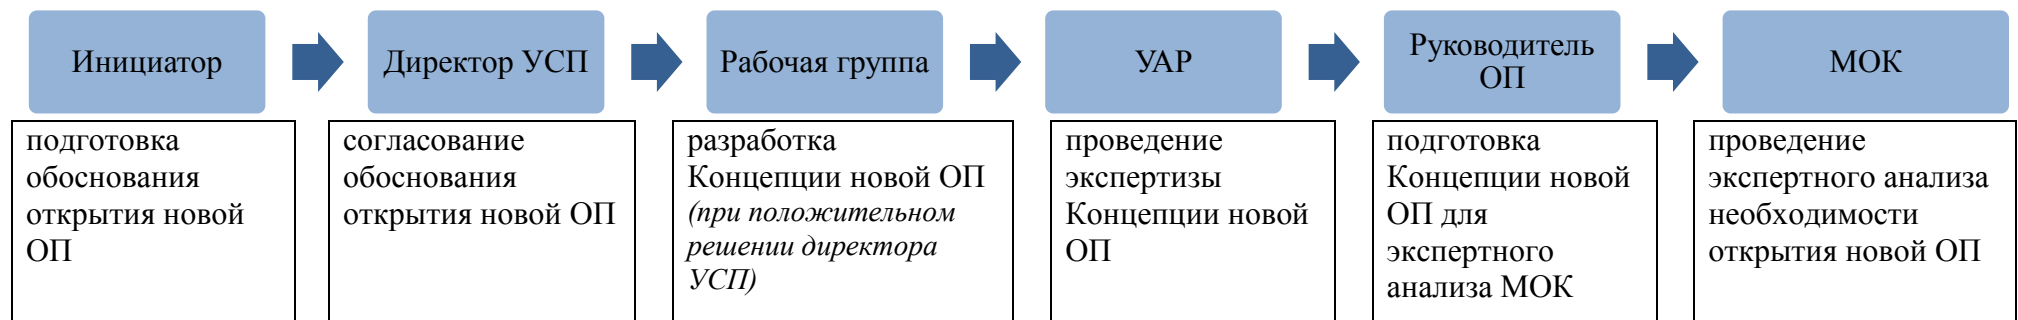 Инициатор
Директор УСП
Рабочая группа
УАР
Руководитель
ОП
МОК
подготовка
обоснования
открытия новой
ОП
согласование
обоснования
открытия новой ОП
разработка
Концепции новой ОП
(при положительном
решении директора
УСП)
проведение
экспертизы
Концепции новой
ОП
подготовка
Концепции новой
ОП для
экспертного
анализа МОК
проведение
экспертного анализа
необходимости
открытия новой ОП